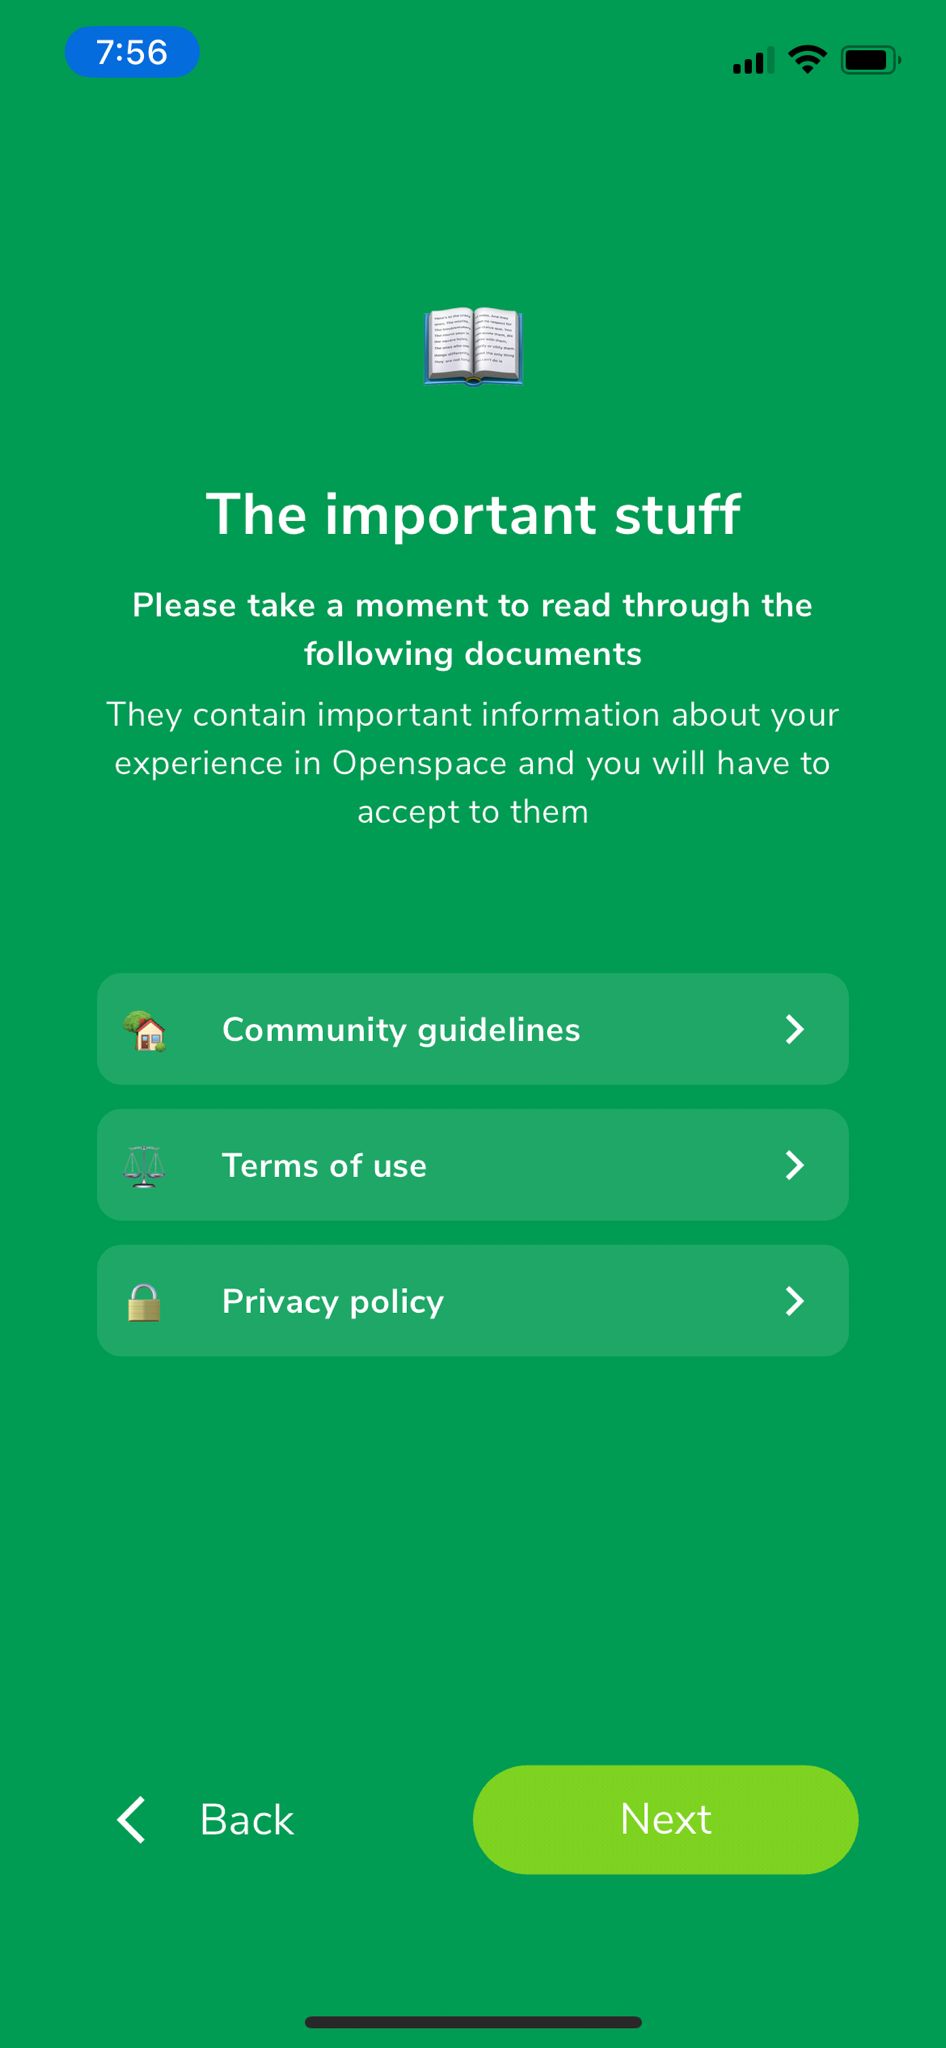 7:56
The important stuff
Please take a moment to read through the
following documents
They contain important information about your
experience in Openspace and you will have to
accept to them
Community guidelines
Terms of use
Privacy policy
Back
Next